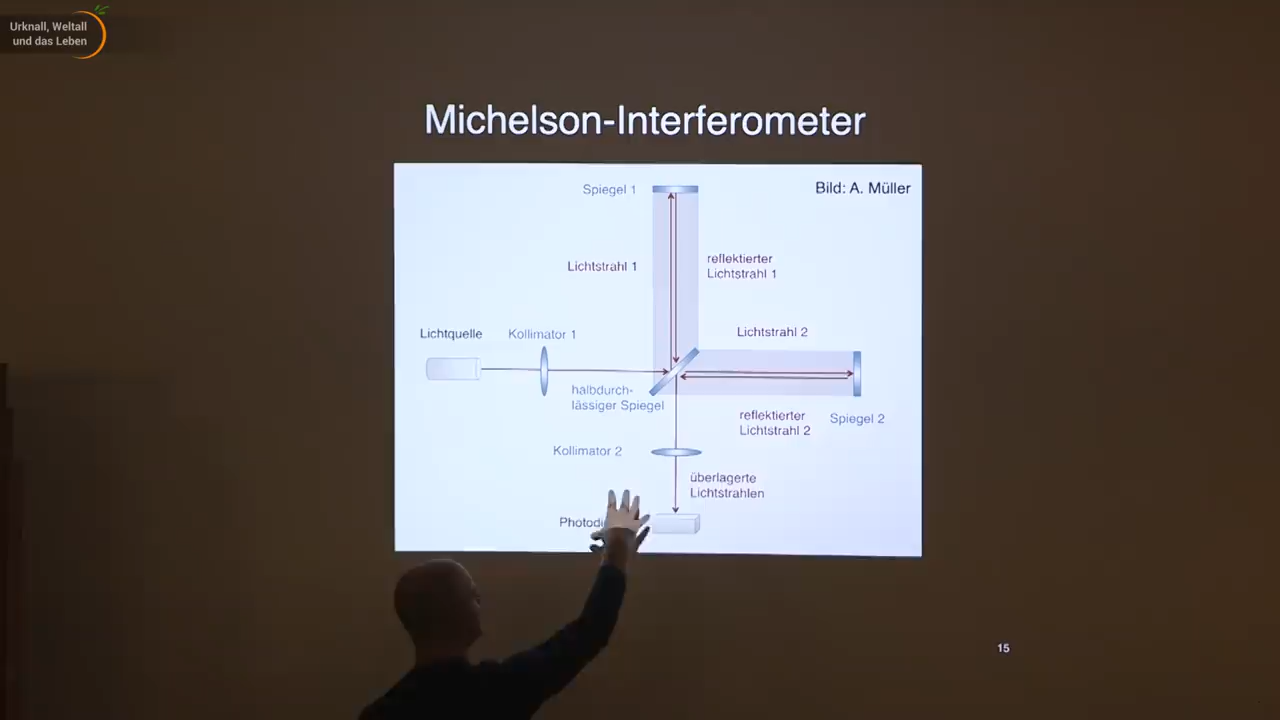 Urknall, Weltall
und das Leben
Michelson-Interferometer
Bild: A. Müller
Spiegel 1
Lichtstrahl 1
reflektierter
Lichtstrahl 1
Lichtquelle
Kollimator 1
Lichtstrahl 2
halbdurch-
lässiger Spiegel
reflektierter
Lichtstrahl 2
Spiegel 2
Kollimator 2
überlagerte
Lichtstrahlen
15